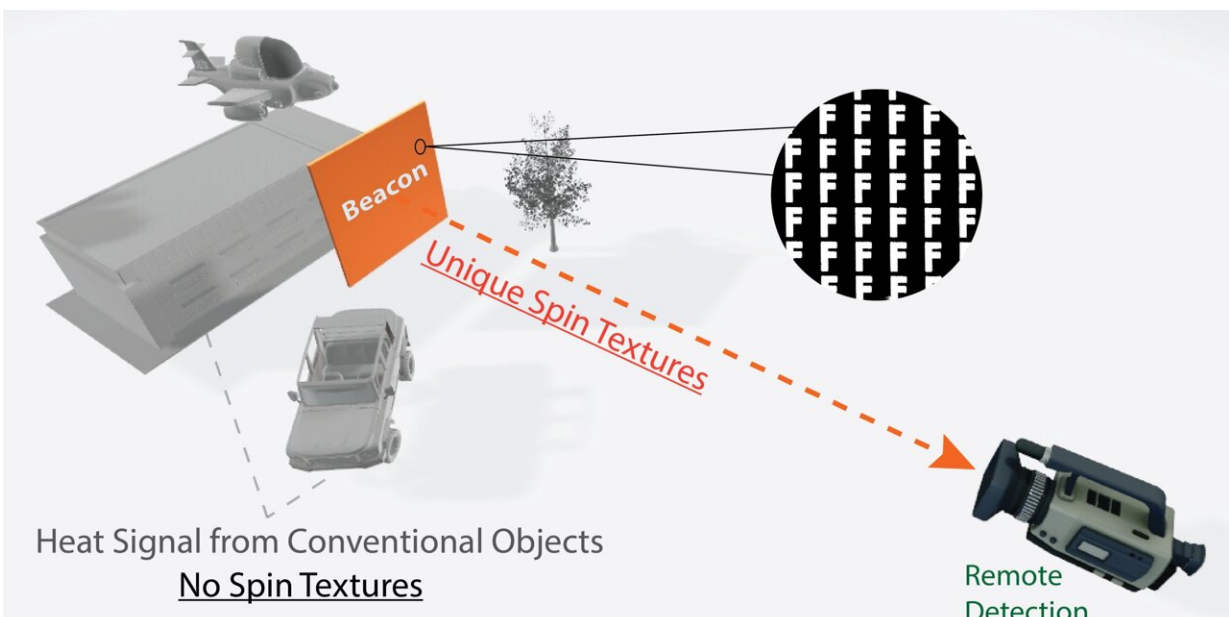 Beacon
F F F F
F F F F F F
F F F F F F
F F F F F F
F F F F F
F F F
Unique Spin Textures
Heat Signal from Conventional Objects
No Spin Textures
Remote
Detection